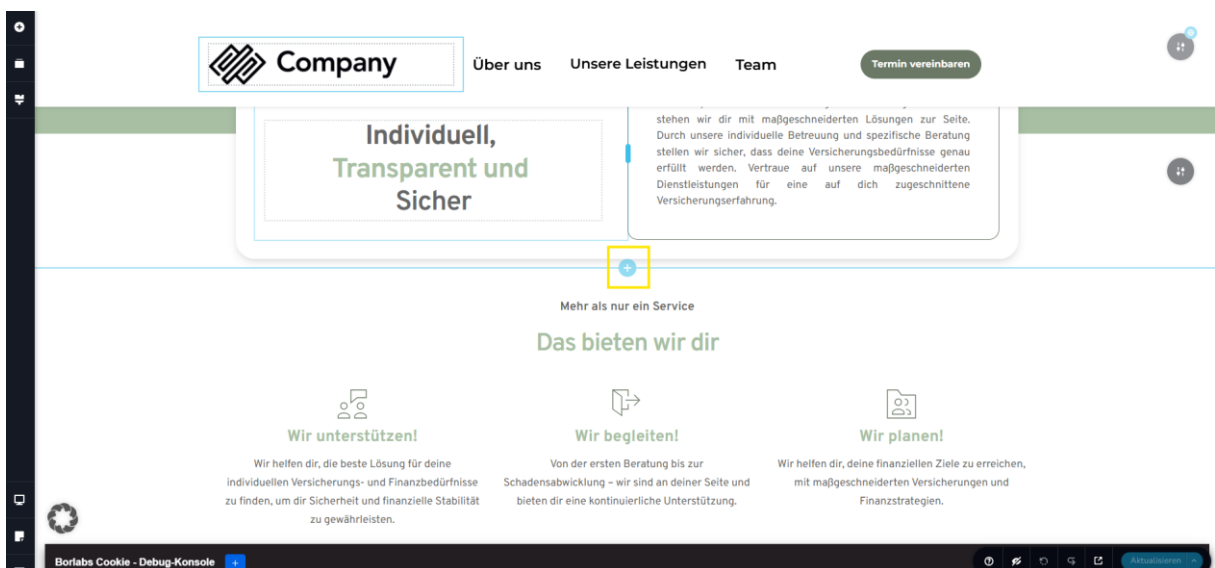 Company
Über uns
Unsere Leistungen
Team
Termin vereinbaren
Individuell,
Transparent und
Sicher
stehen wir dir mit maßgeschneiderten Lösungen zur Seite.
Durch unsere individuelle Betreuung und spezifische Beratung
stellen wir sicher, dass deine Versicherungsbedürfnisse genau
erfüllt werden. Vertraue auf unsere maßgeschneiderten
Dienstleistungen für eine auf dich zugeschnittene
Versicherungserfahrung.
Mehr als nur ein Service
Das bieten wir dir
Wir unterstützen!
Wir helfen dir, die beste Lösung für deine
individuellen Versicherungs- und Finanzbedürfnisse
zu finden, um dir Sicherheit und finanzielle Stabilität
zu gewährleisten.
Wir begleiten!
Von der ersten Beratung bis zur
Schadensabwicklung – wir sind an deiner Seite und
bieten dir eine kontinuierliche Unterstützung.
Wir planen!
Wir helfen dir, deine finanziellen Ziele zu erreichen,
mit maßgeschneiderten Versicherungen und
Finanzstrategien.
Borlabs Cookie - Debug-Konsole
Aktualisieren